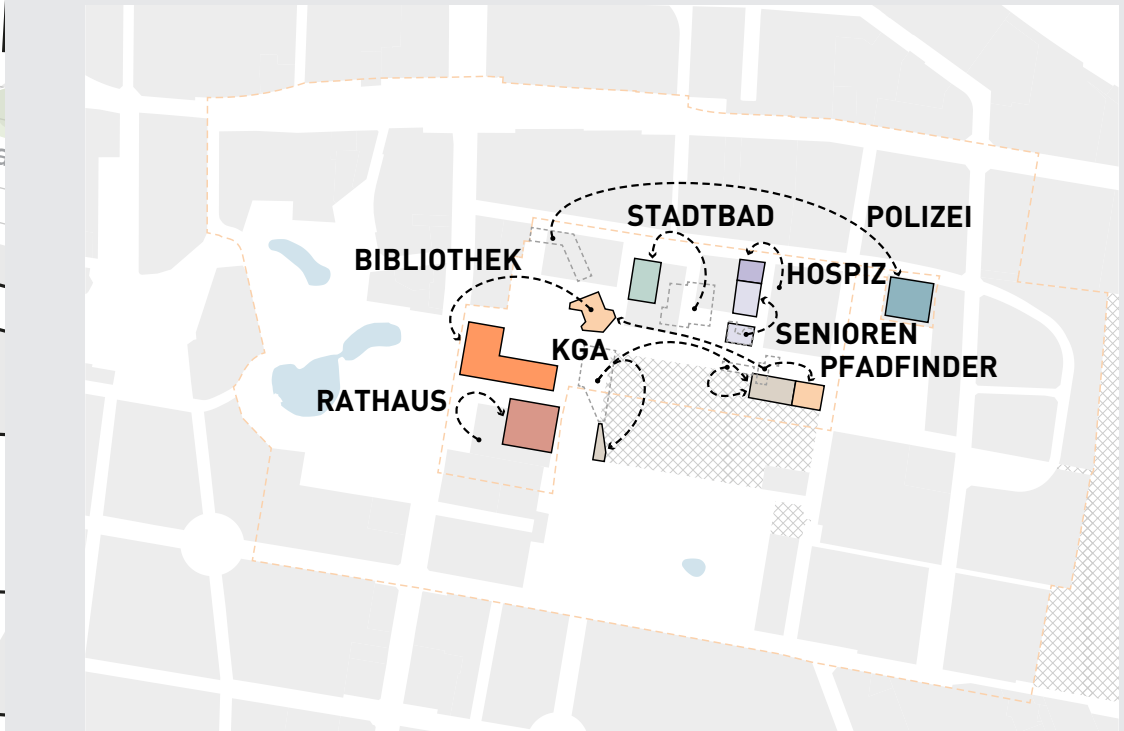 STADTBAD
POLIZEI
BIBLIOTHEK
HOSPIZ
SENIOREN
KGA
PFADFINDER
RATHAUS